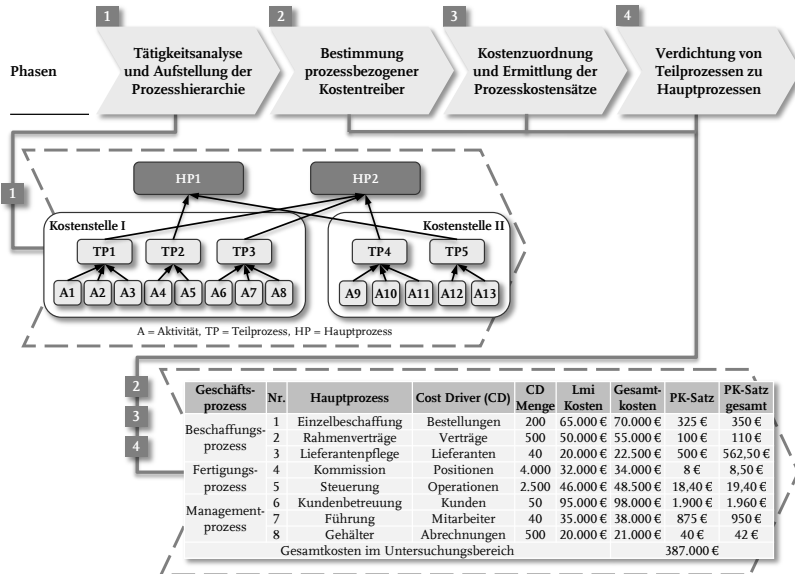 1 2 3 4
Phasen
Tätigkeitsanalyse
und Aufstellung der
Prozesshierarchie
Bestimmung
prozessbezogener
Kostentreiber
Kostenzuordnung
und Ermittlung der
Prozesskostensätze
Verdichtung von
Teilprozessen zu
Hauptprozessen
1
HP1 HP2
Kostenstelle I Kostenstelle II
TP1 TP2 TP3 TP4 TP5
A1 A2 A3 A4 A5 A6 A7 A8 A9 A10 A11 A12 A13
A = Aktivität, TP = Teilprozess, HP = Hauptprozess
2
3
4
Geschäfts-
prozess
Nr.
Hauptprozess
Cost Driver (CD)
CD
Menge
Lmi
Kosten
Gesamt-
kosten
PK-Satz
PK-Satz
gesamt
Beschaffungs-
prozess
1 Einzelbeschaffung Bestellungen 200 65.000 € 70.000 € 325 € 350 €
2 Rahmenverträge Verträge 500 50.000 € 55.000 € 100 € 110 €
3 Lieferantenpflege Lieferanten 40 20.000 € 22.500 € 500 € 562,50 €
Fertigungs-
prozess
4 Kommission Positionen 4.000 32.000 € 34.000 € 8 € 8,50 €
5 Steuerung Operationen 2.500 46.000 € 48.500 € 18,40 € 19,40 €
Management-
prozess
6 Kundenbetreuung Kunden 50 95.000 € 98.000 € 1.900 € 1.960 €
7 Führung Mitarbeiter 40 35.000 € 38.000 € 875 € 950 €
8 Gehälter Abrechnungen 500 20.000 € 21.000 € 40 € 42 €
Gesamtkosten im Untersuchungsbereich 387.000 €